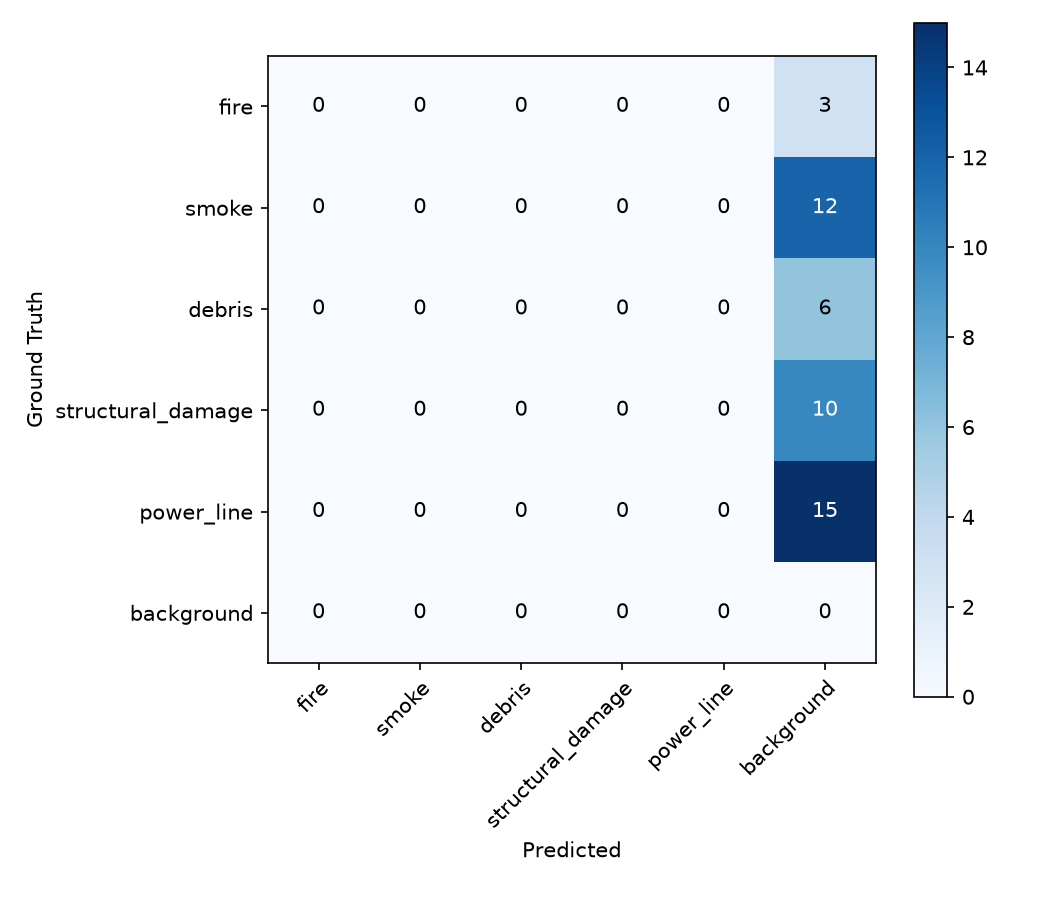 fire 0 0 0 0 0 3
smoke 0 0 0 0 0 12
debris 0 0 0 0 0 6
structural_damage 0 0 0 0 0 10
power_line 0 0 0 0 0 15
background 0 0 0 0 0 0
Ground Truth
fire
smoke
debris
structural_damage
power_line
background
Predicted
14
12
10
8
6
4
2
0